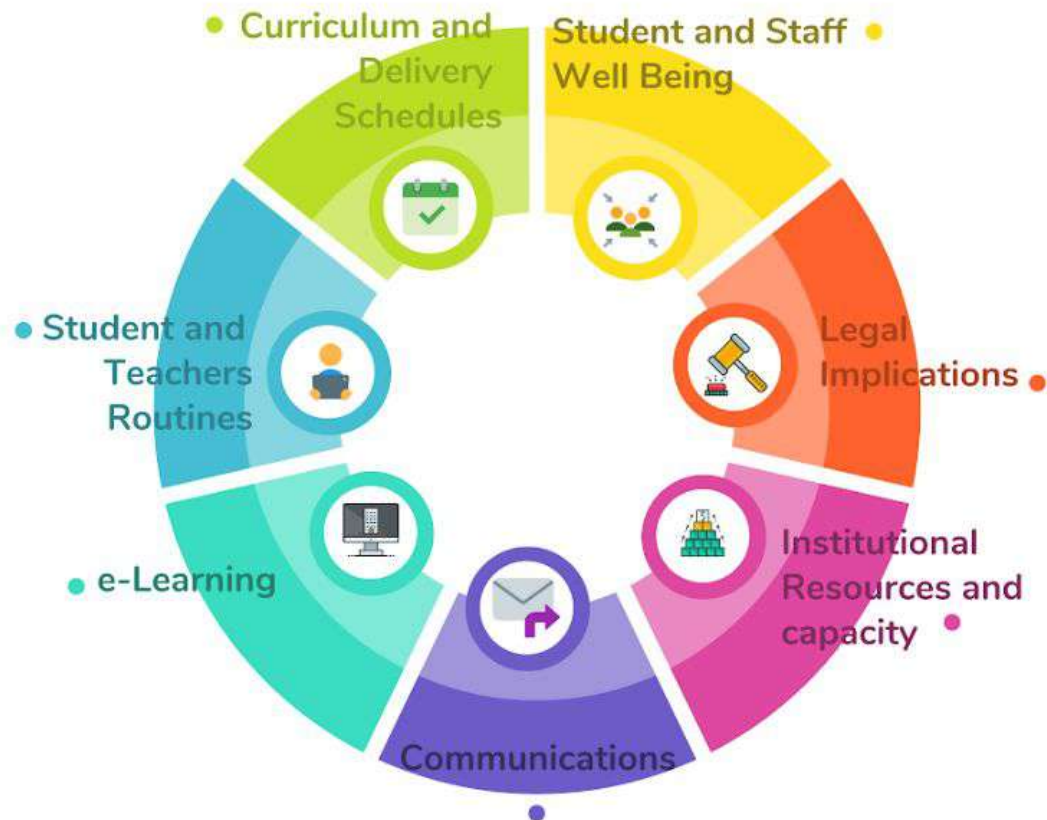 Curriculum and
Delivery
Schedules
Student and Staff
Well Being
Legal
Implications
Institutional
Resources and
capacity
Communications
e-Learning
Student and
Teachers
Routines